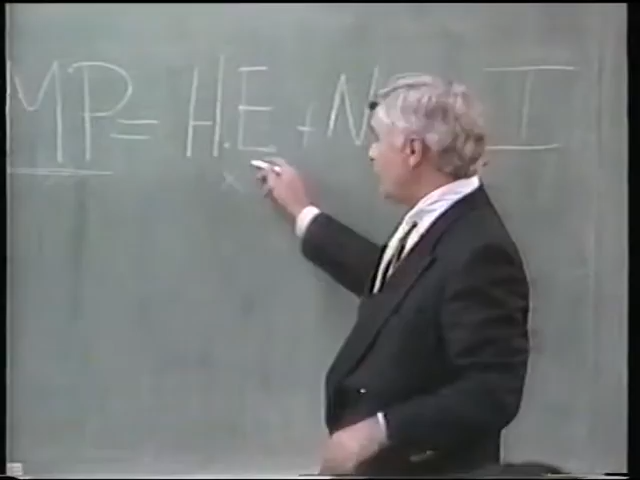 MP = H.E + N I
x